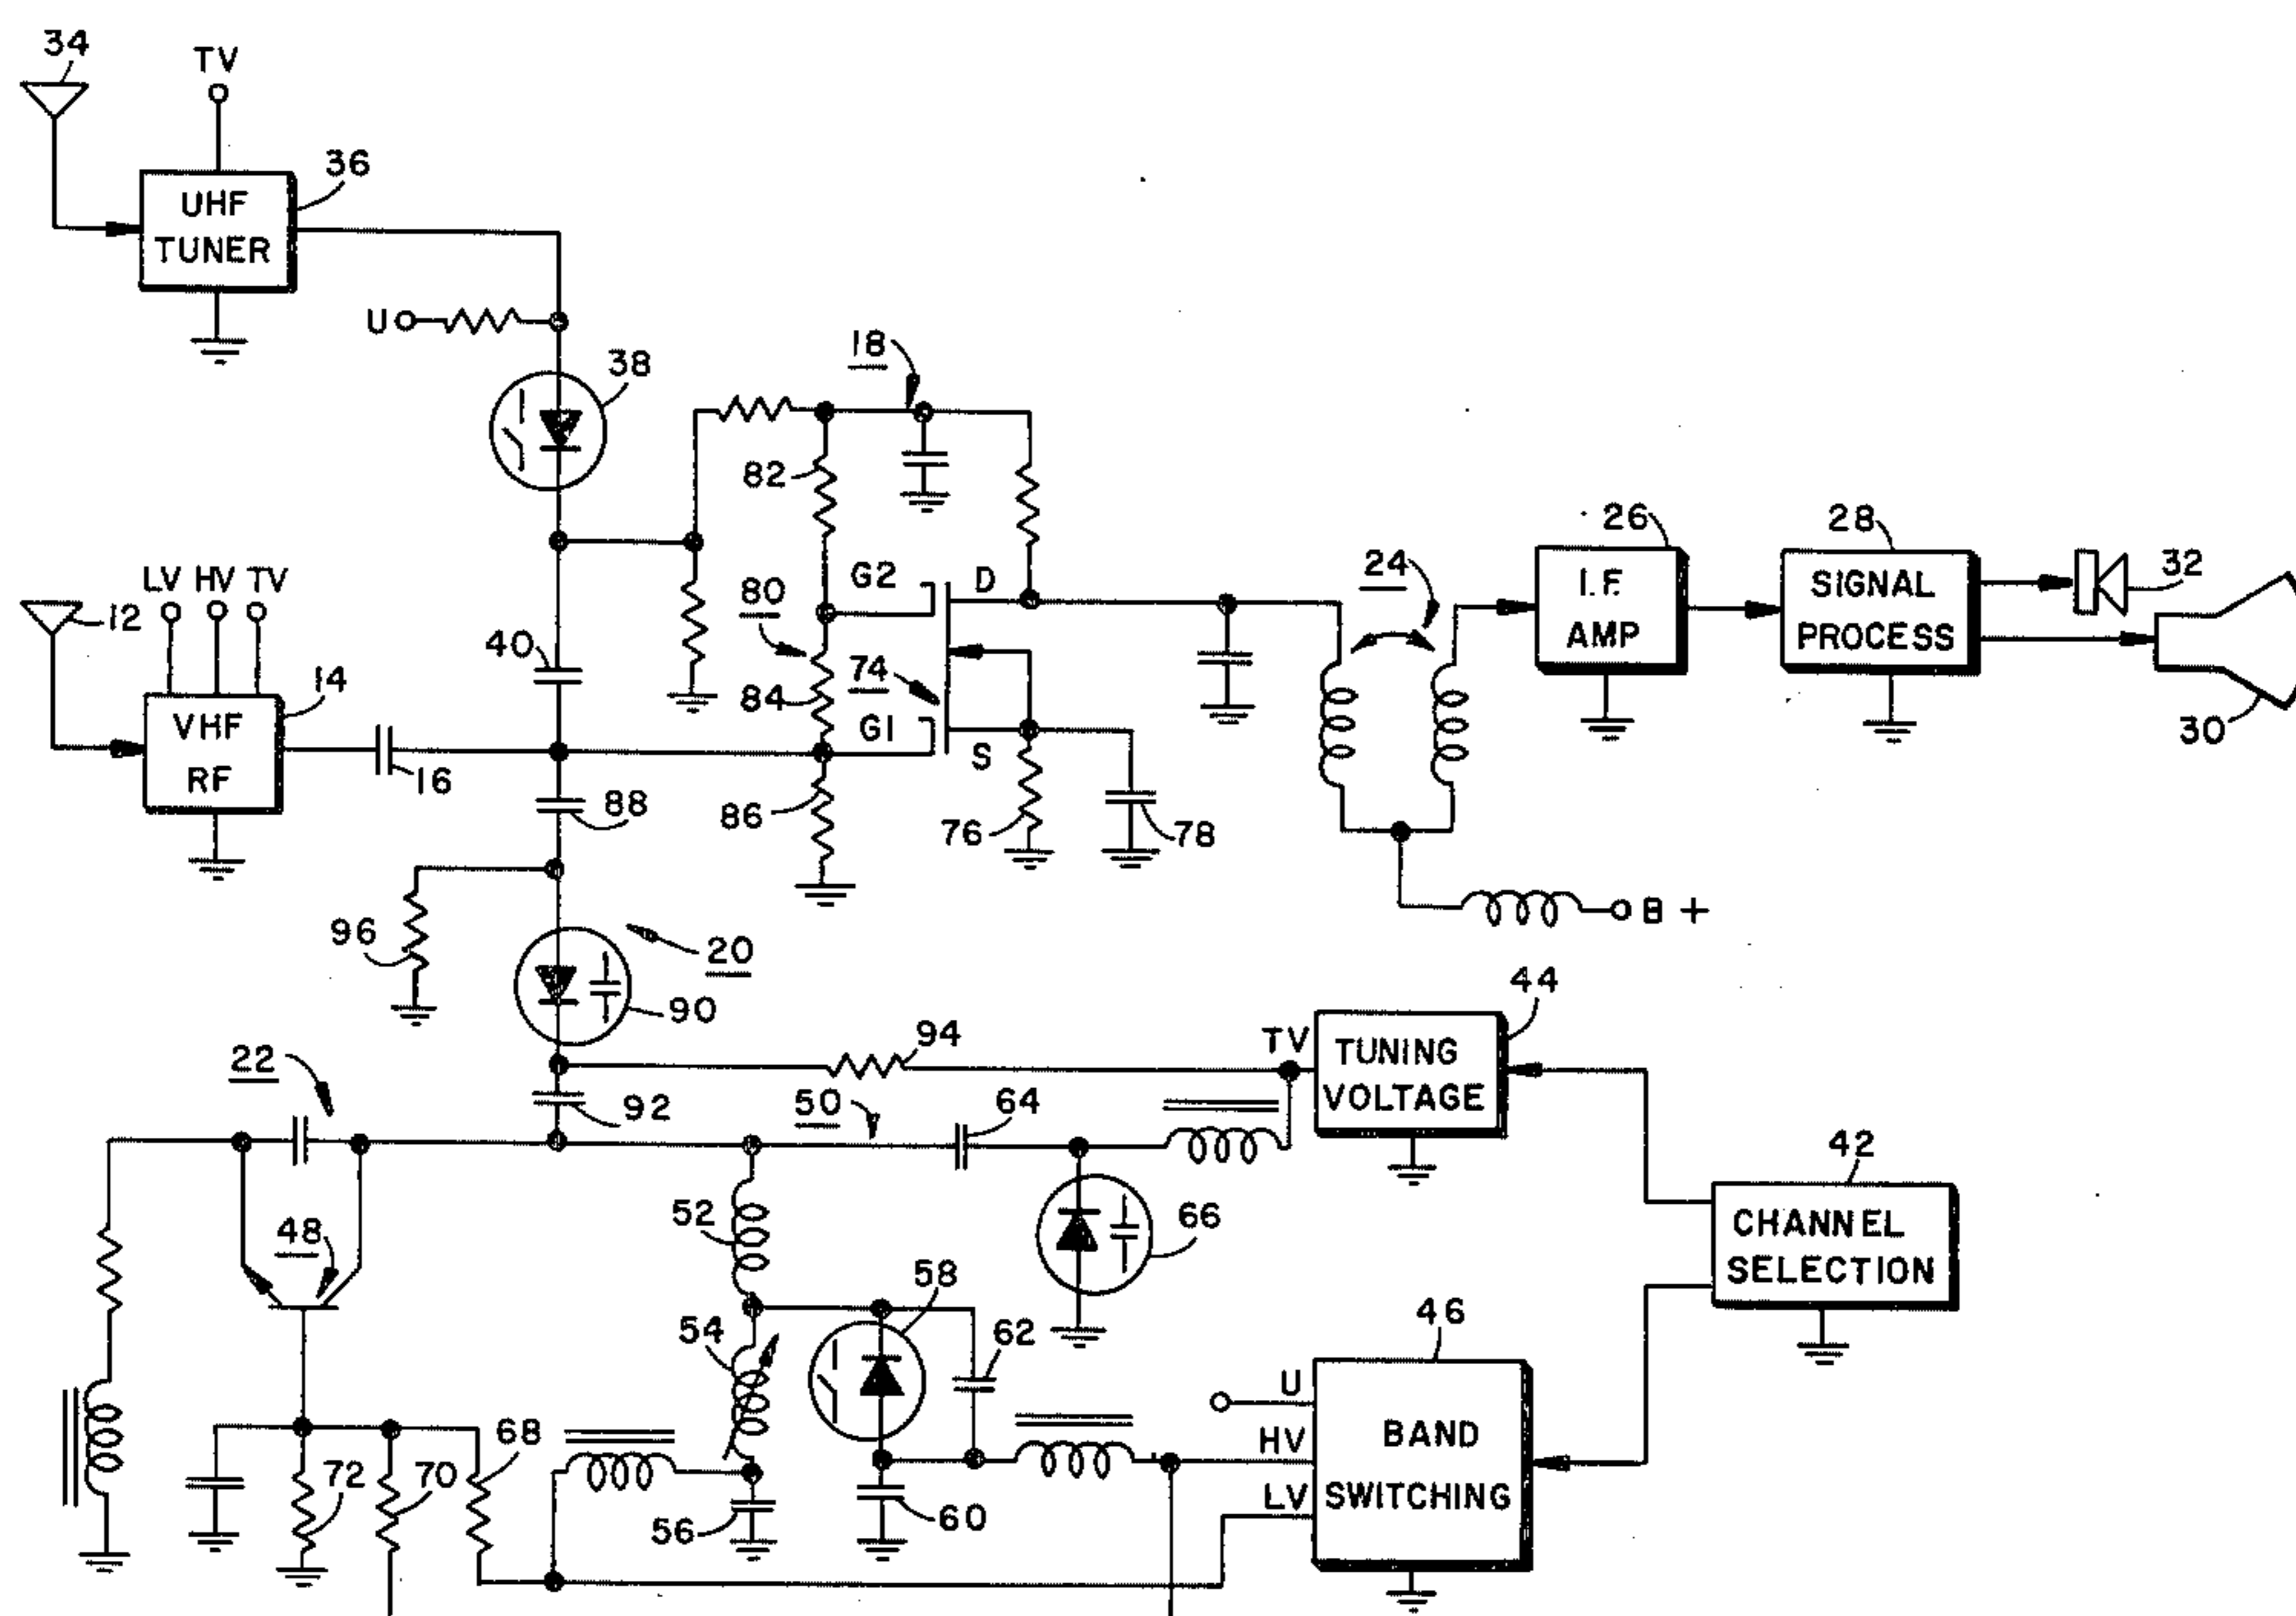 34
TV
36
UHF
TUNER
U
38
18
82
G2
D
80
74
84
G1
S
86
76
78
24
26
I.F.
AMP
28
SIGNAL
PROCESS
32
30
LV HV TV
12
14
VHF
RF
16
40
88
B +
96
20
90
94
44
TV
TUNING
VOLTAGE
22
92
50
64
42
CHANNEL
SELECTION
48
52
66
58
54
62
46
U
HV
LV
BAND
SWITCHING
68
72
70
56
60